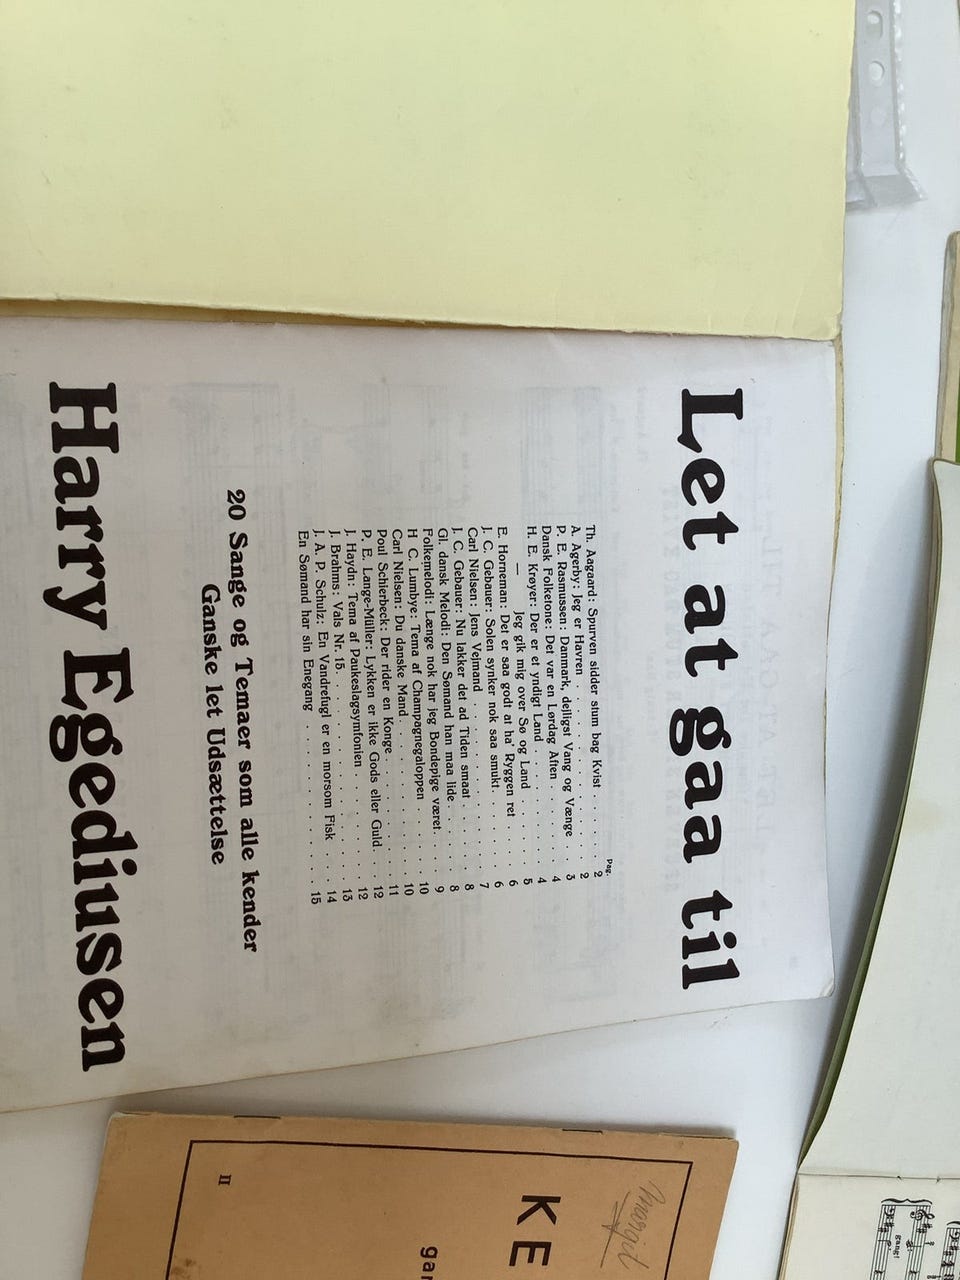 Let at gaa til
Pag.
Th. Aagaard: Spurven sidder stum bag Kvist . . . . . 2
A. Agerby: Jeg er Havren . . . . . 2
P. E. Rasmussen: Danmark, dejligst Vang og Vænge . . 3
Dansk Folketone: Det var en Lørdag Aften . . . . . 4
H. E. Krøyer: Der er et yndigt Land . . . . . 4
— Jeg gik mig over Sø og Land . . . . . 5
E. Horneman: Det er saa godt at ha' Ryggen ret . . 6
J. C. Gebauer: Solen synker nok saa smukt . . . . . 6
Carl Nielsen: Jens Vejmand . . . . . 7
J. C. Gebauer: Nu lakker det ad Tiden smaat . . . . 8
Gl. dansk Melodi: Den Sømand han maa lide . . . . . 8
Folkemelodi: Længe nok har jeg Bondepige været . . . 9
H. C. Lumbye: Tema af Champagnegaloppen . . . . . 10
Carl Nielsen: Du danske Mand . . . . . 10
Poul Schierbeck: Der rider en Konge . . . . . 11
P. E. Lange-Müller: Lykken er ikke Gods eller Guld . . 12
J. Haydn: Tema af Paukeslagsymfonien . . . . . 12
J. Brahms: Vals Nr. 15 . . . . . 13
J. A. P. Schulz: En Vandrefugl er en morsom Fisk . . 14
En Sømand har sin Enegang . . . . . 15
20 Sange og Temaer som alle kender
Ganske let Udsættelse
Harry Egediusen
Margit
KE
gar
II
gang!